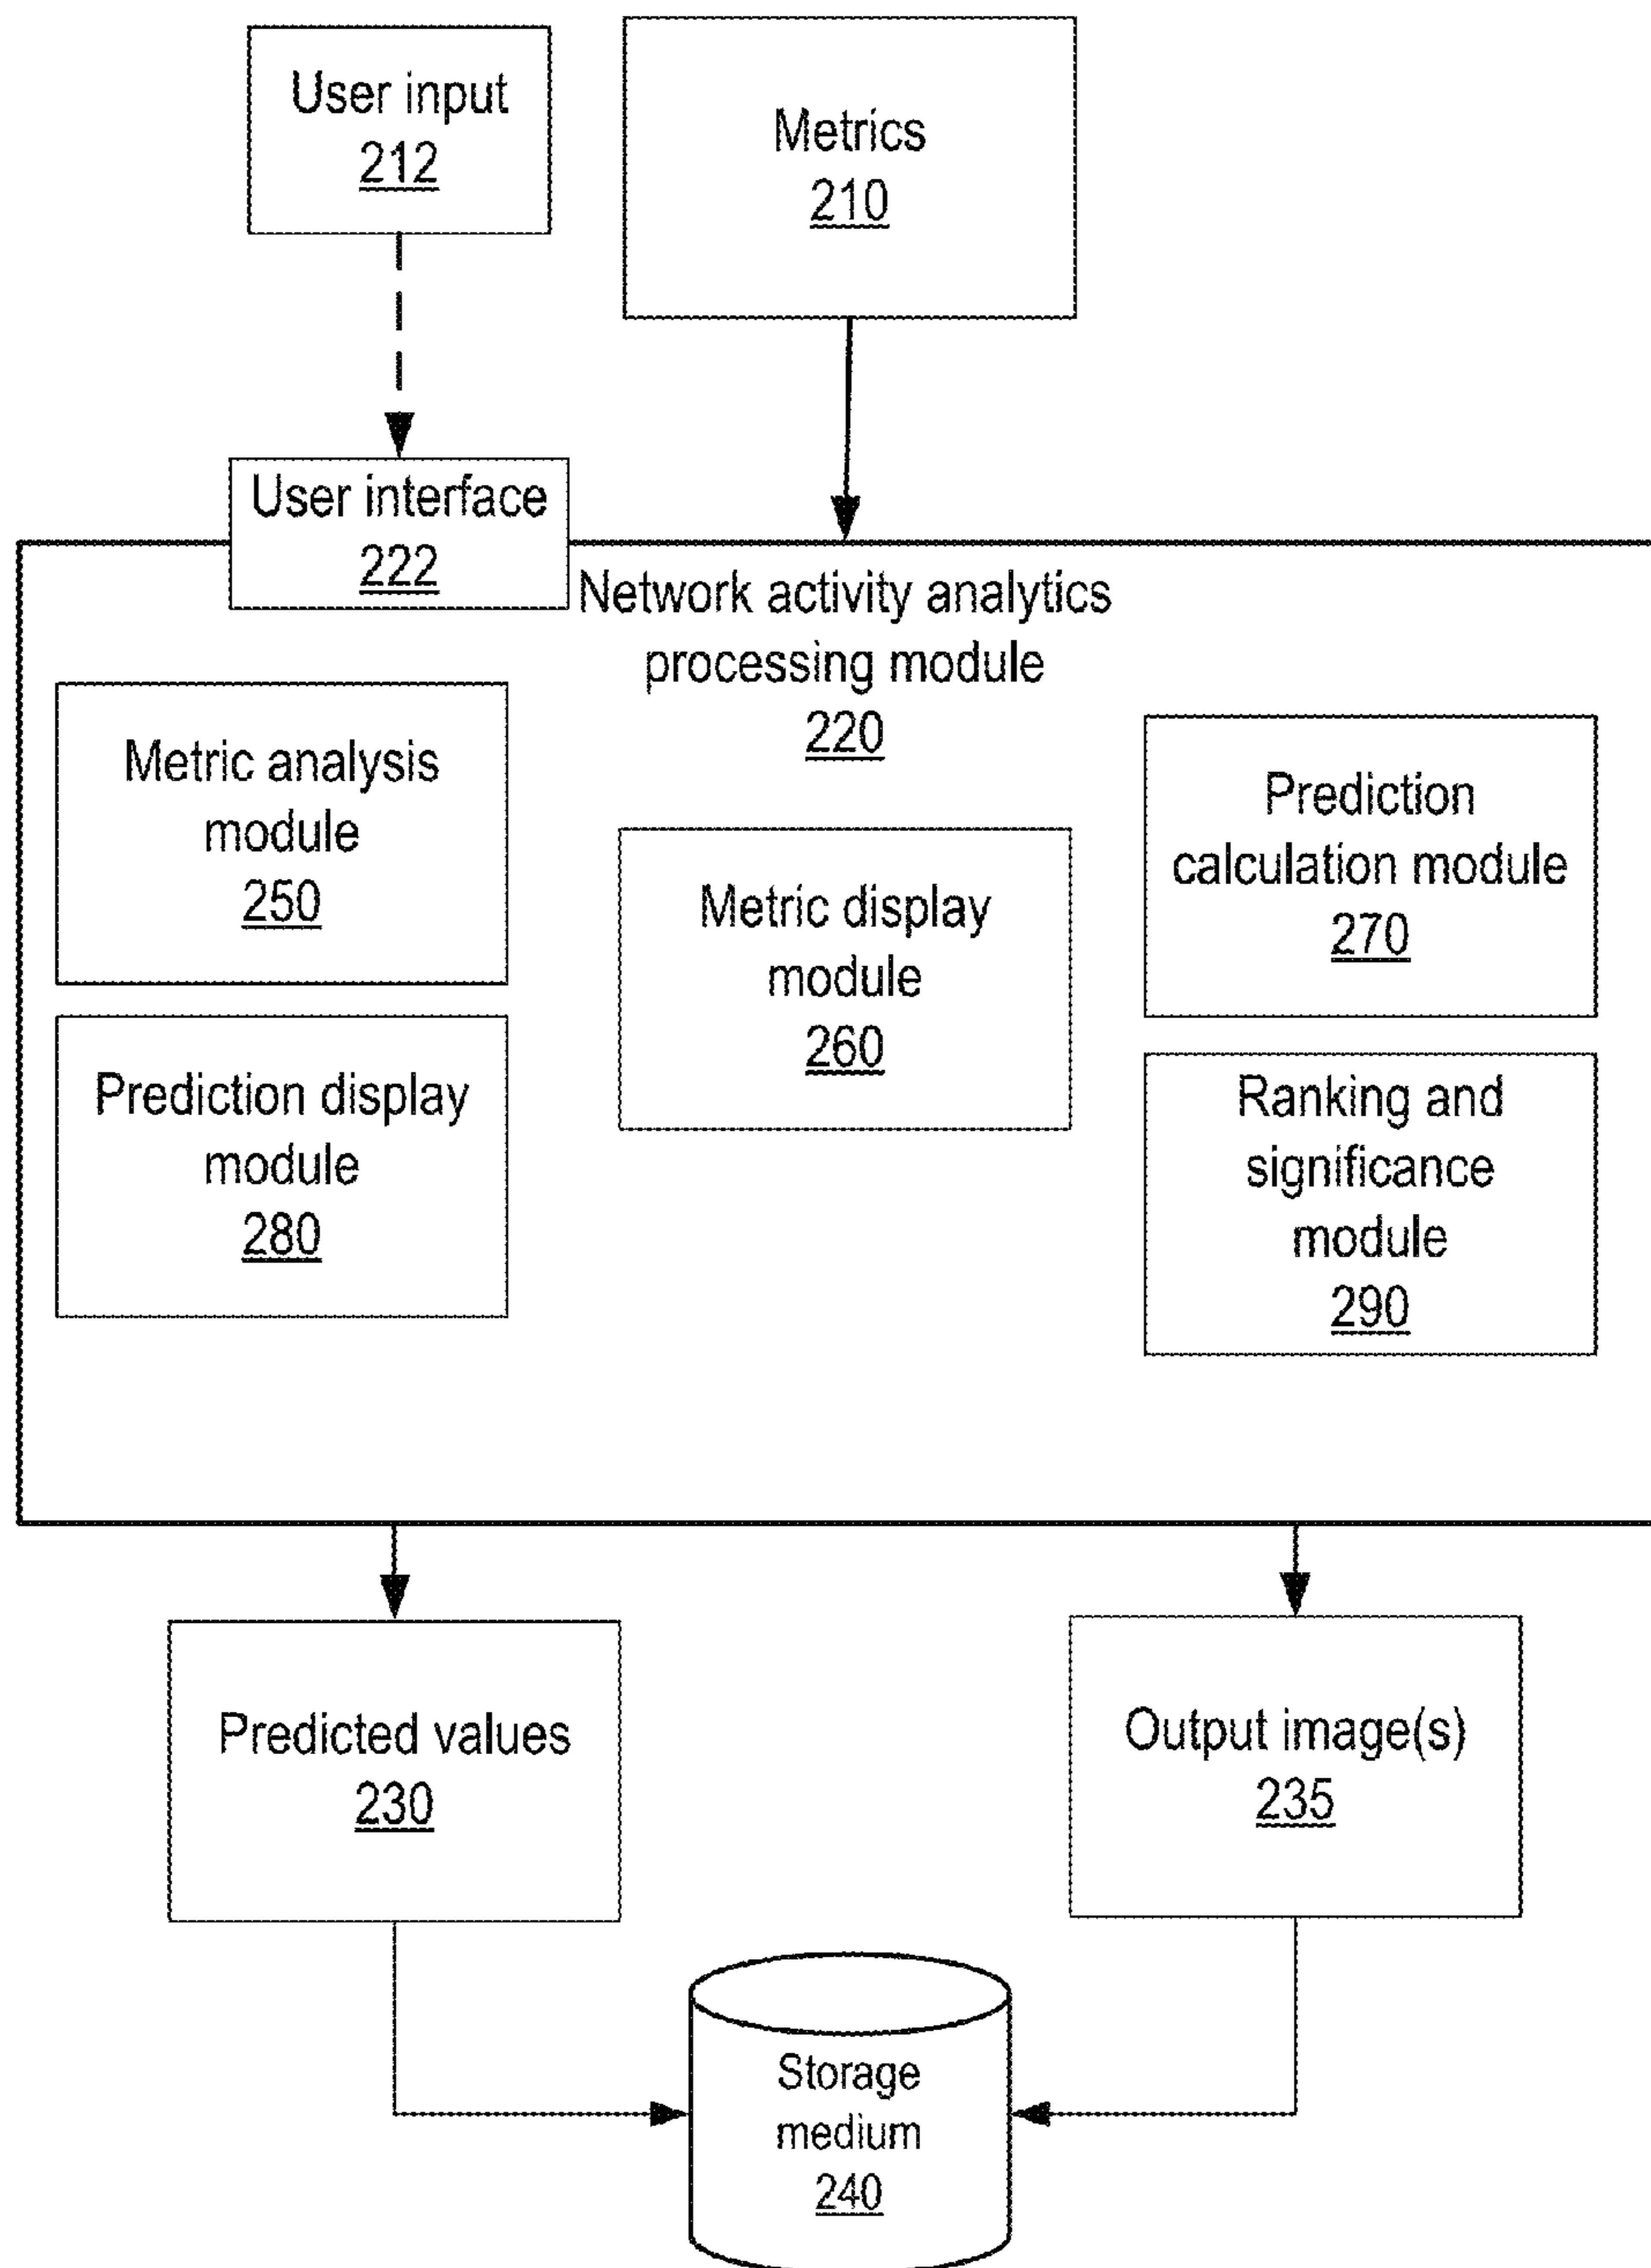 User input
212
Metrics
210
User interface
222
Network activity analytics
processing module
220
Metric analysis
module
250
Metric display
module
260
Prediction
calculation module
270
Prediction display
module
280
Ranking and
significance
module
290
Predicted values
230
Output image(s)
235
Storage
medium
240